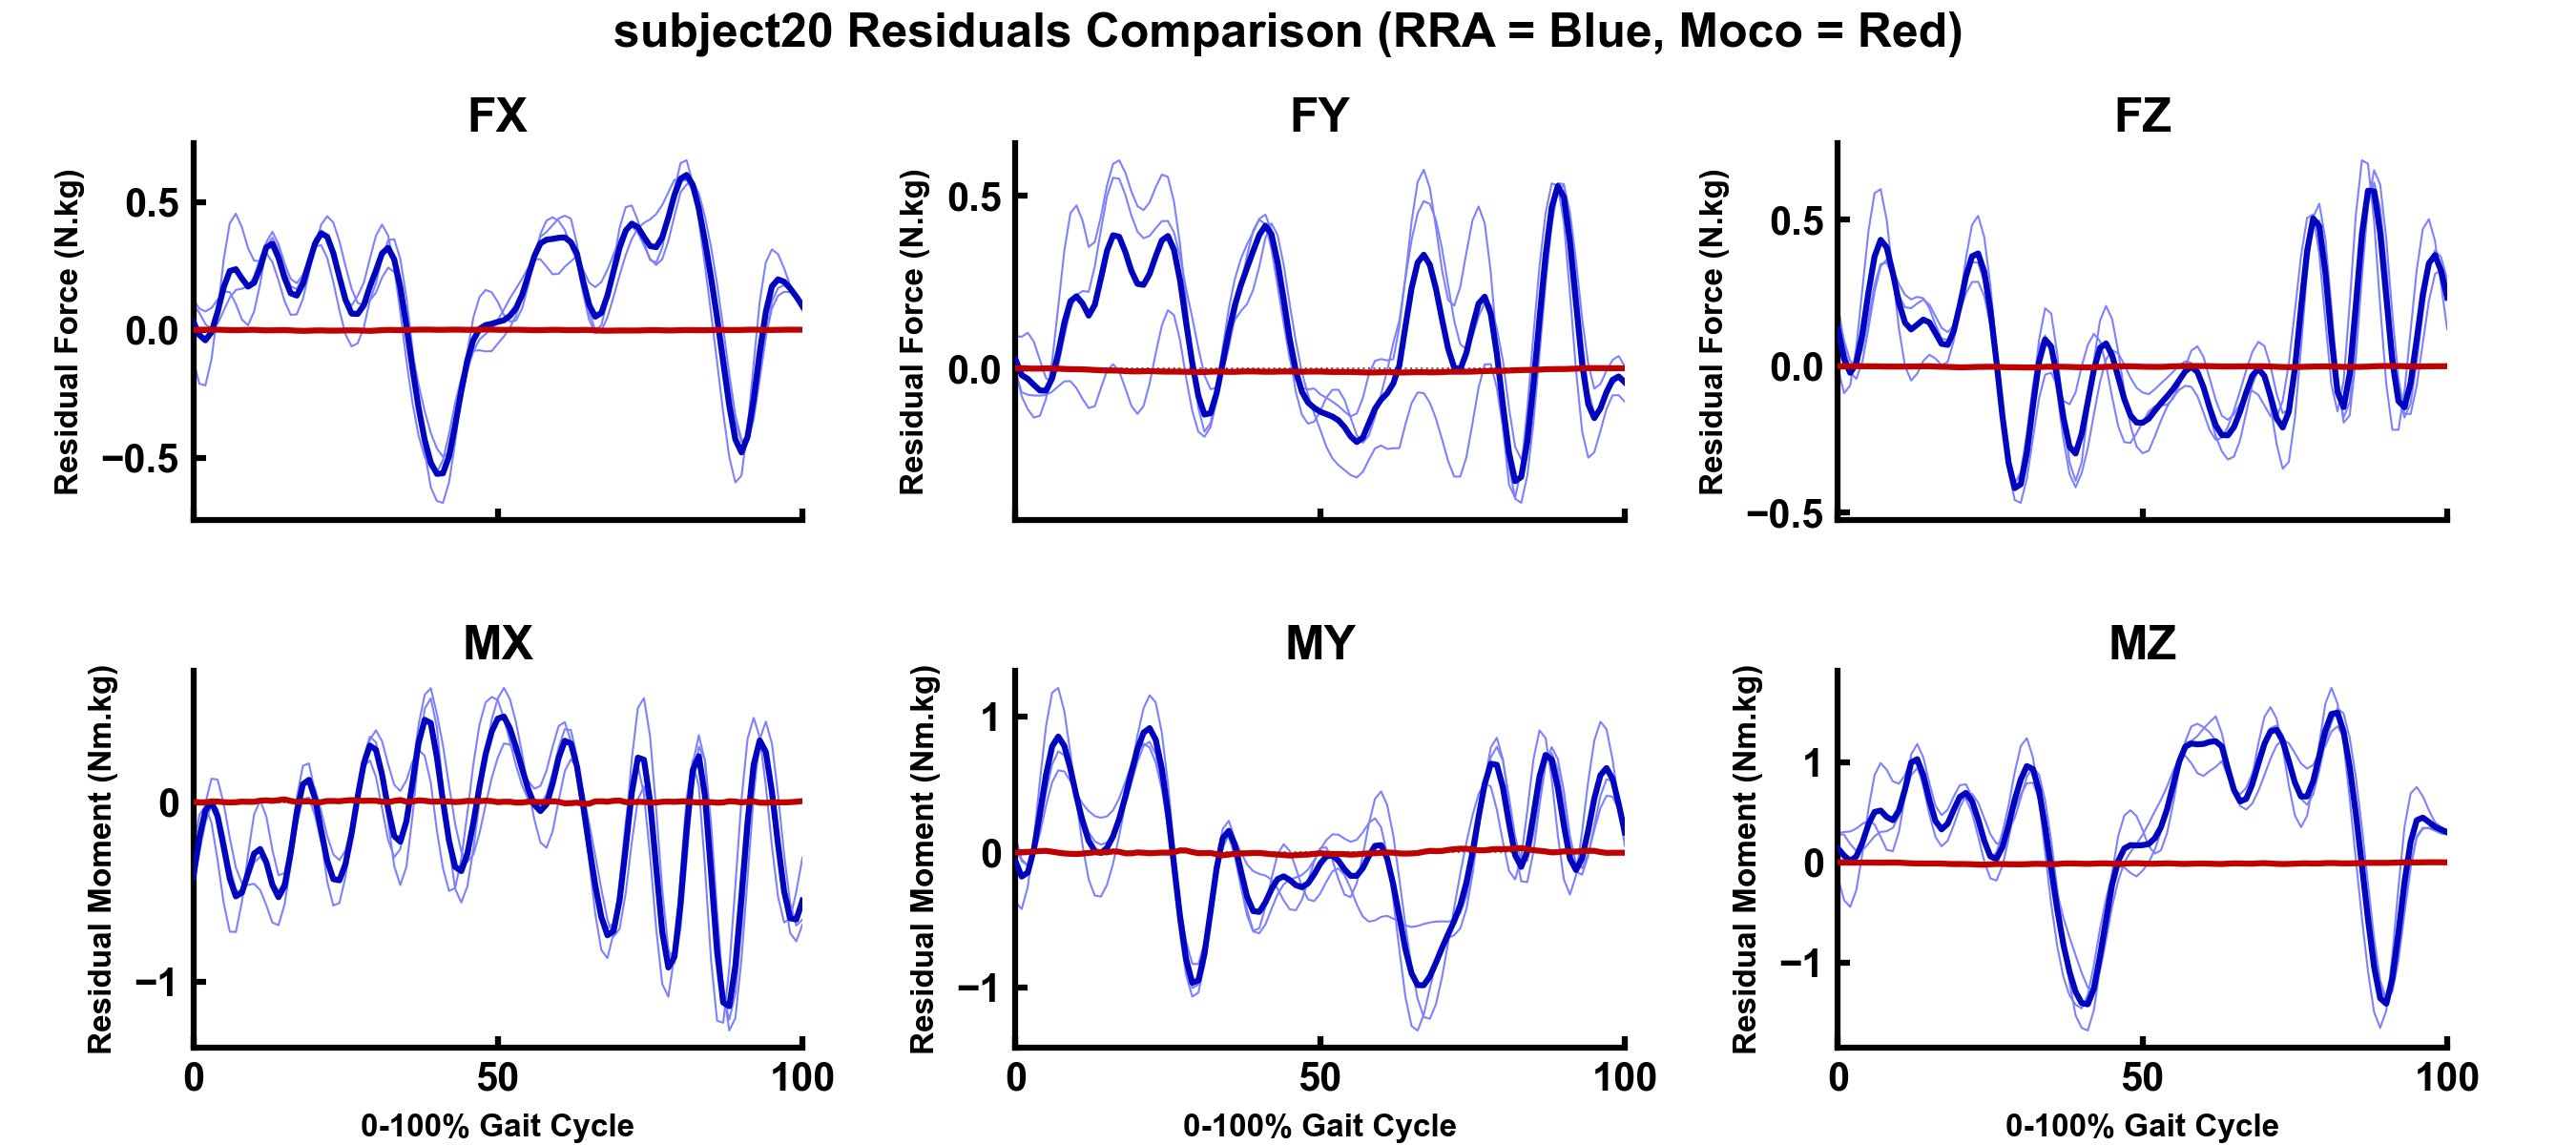 subject20 Residuals Comparison (RRA = Blue, Moco = Red)
FX
FY
FZ
Residual Force (N.kg)
0.5
0.0
−0.5
Residual Force (N.kg)
0.5
0.0
Residual Force (N.kg)
0.5
0.0
−0.5
MX
MY
MZ
Residual Moment (Nm.kg)
0
−1
Residual Moment (Nm.kg)
1
0
−1
Residual Moment (Nm.kg)
1
0
−1
0 50 100
0 50 100
0 50 100
0-100% Gait Cycle
0-100% Gait Cycle
0-100% Gait Cycle